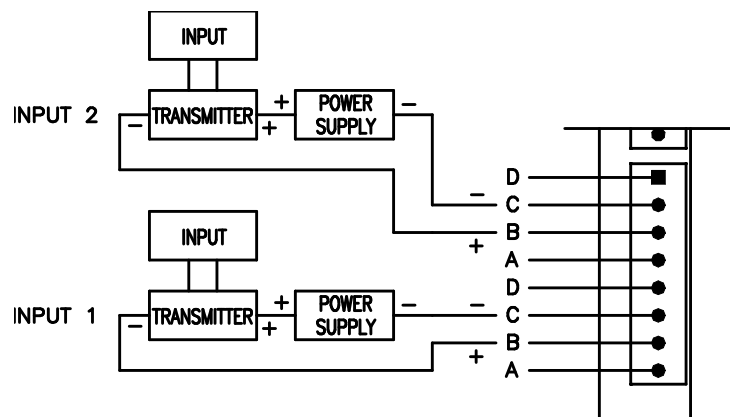 INPUT
INPUT 2
− TRANSMITTER + +
POWER
SUPPLY
−
D
− C
B
+
A
INPUT
D
INPUT 1
− TRANSMITTER + +
POWER
SUPPLY
−
− C
B
+
A